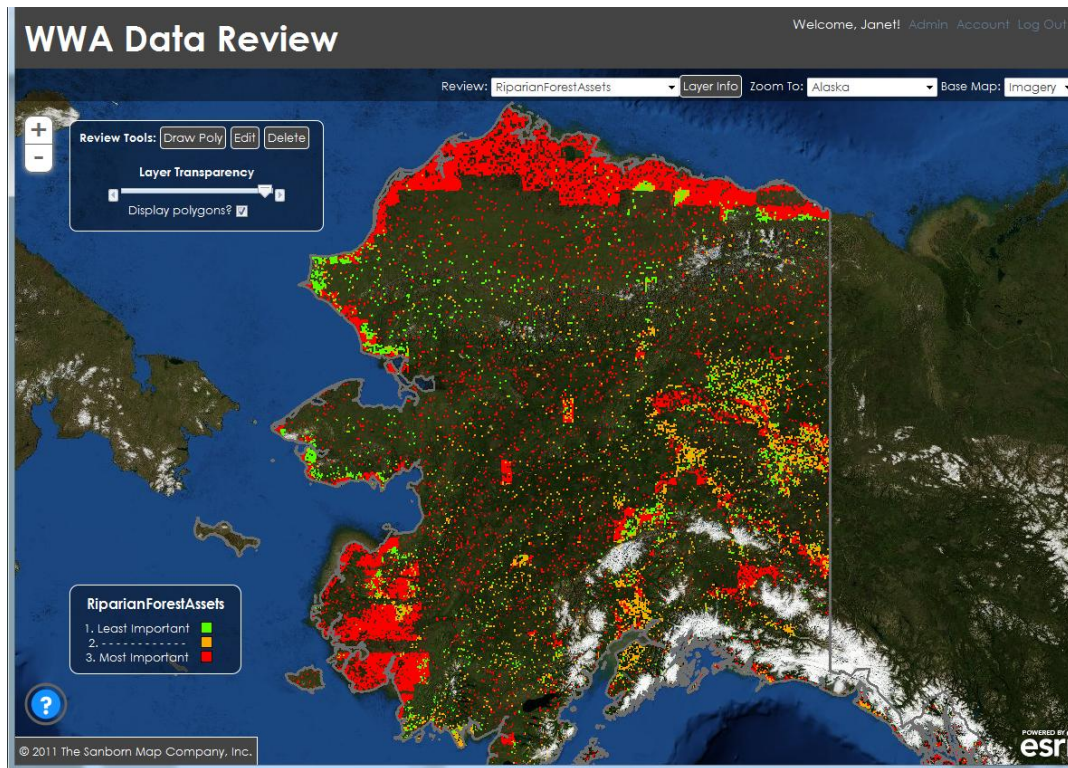 WWA Data Review
Welcome, Janet! Admin Account Log Out
Review: RiparianForestAssets Layer Info Zoom To: Alaska Base Map: Imagery
+
-
Review Tools: Draw Poly Edit Delete
Layer Transparency
Display polygons?
RiparianForestAssets
1. Least Important
2. - - - - - - - - - - - - -
3. Most Important
?
© 2011 The Sanborn Map Company, Inc.
POWERED BY
esri